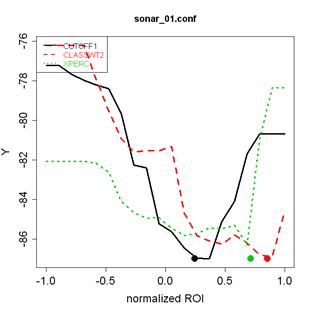 sonar_01.conf
CUTOFF1
CLASSWT2
XPERC
Y
-76
-78
-80
-82
-84
-86
-1.0 -0.5 0.0 0.5 1.0
normalized ROI